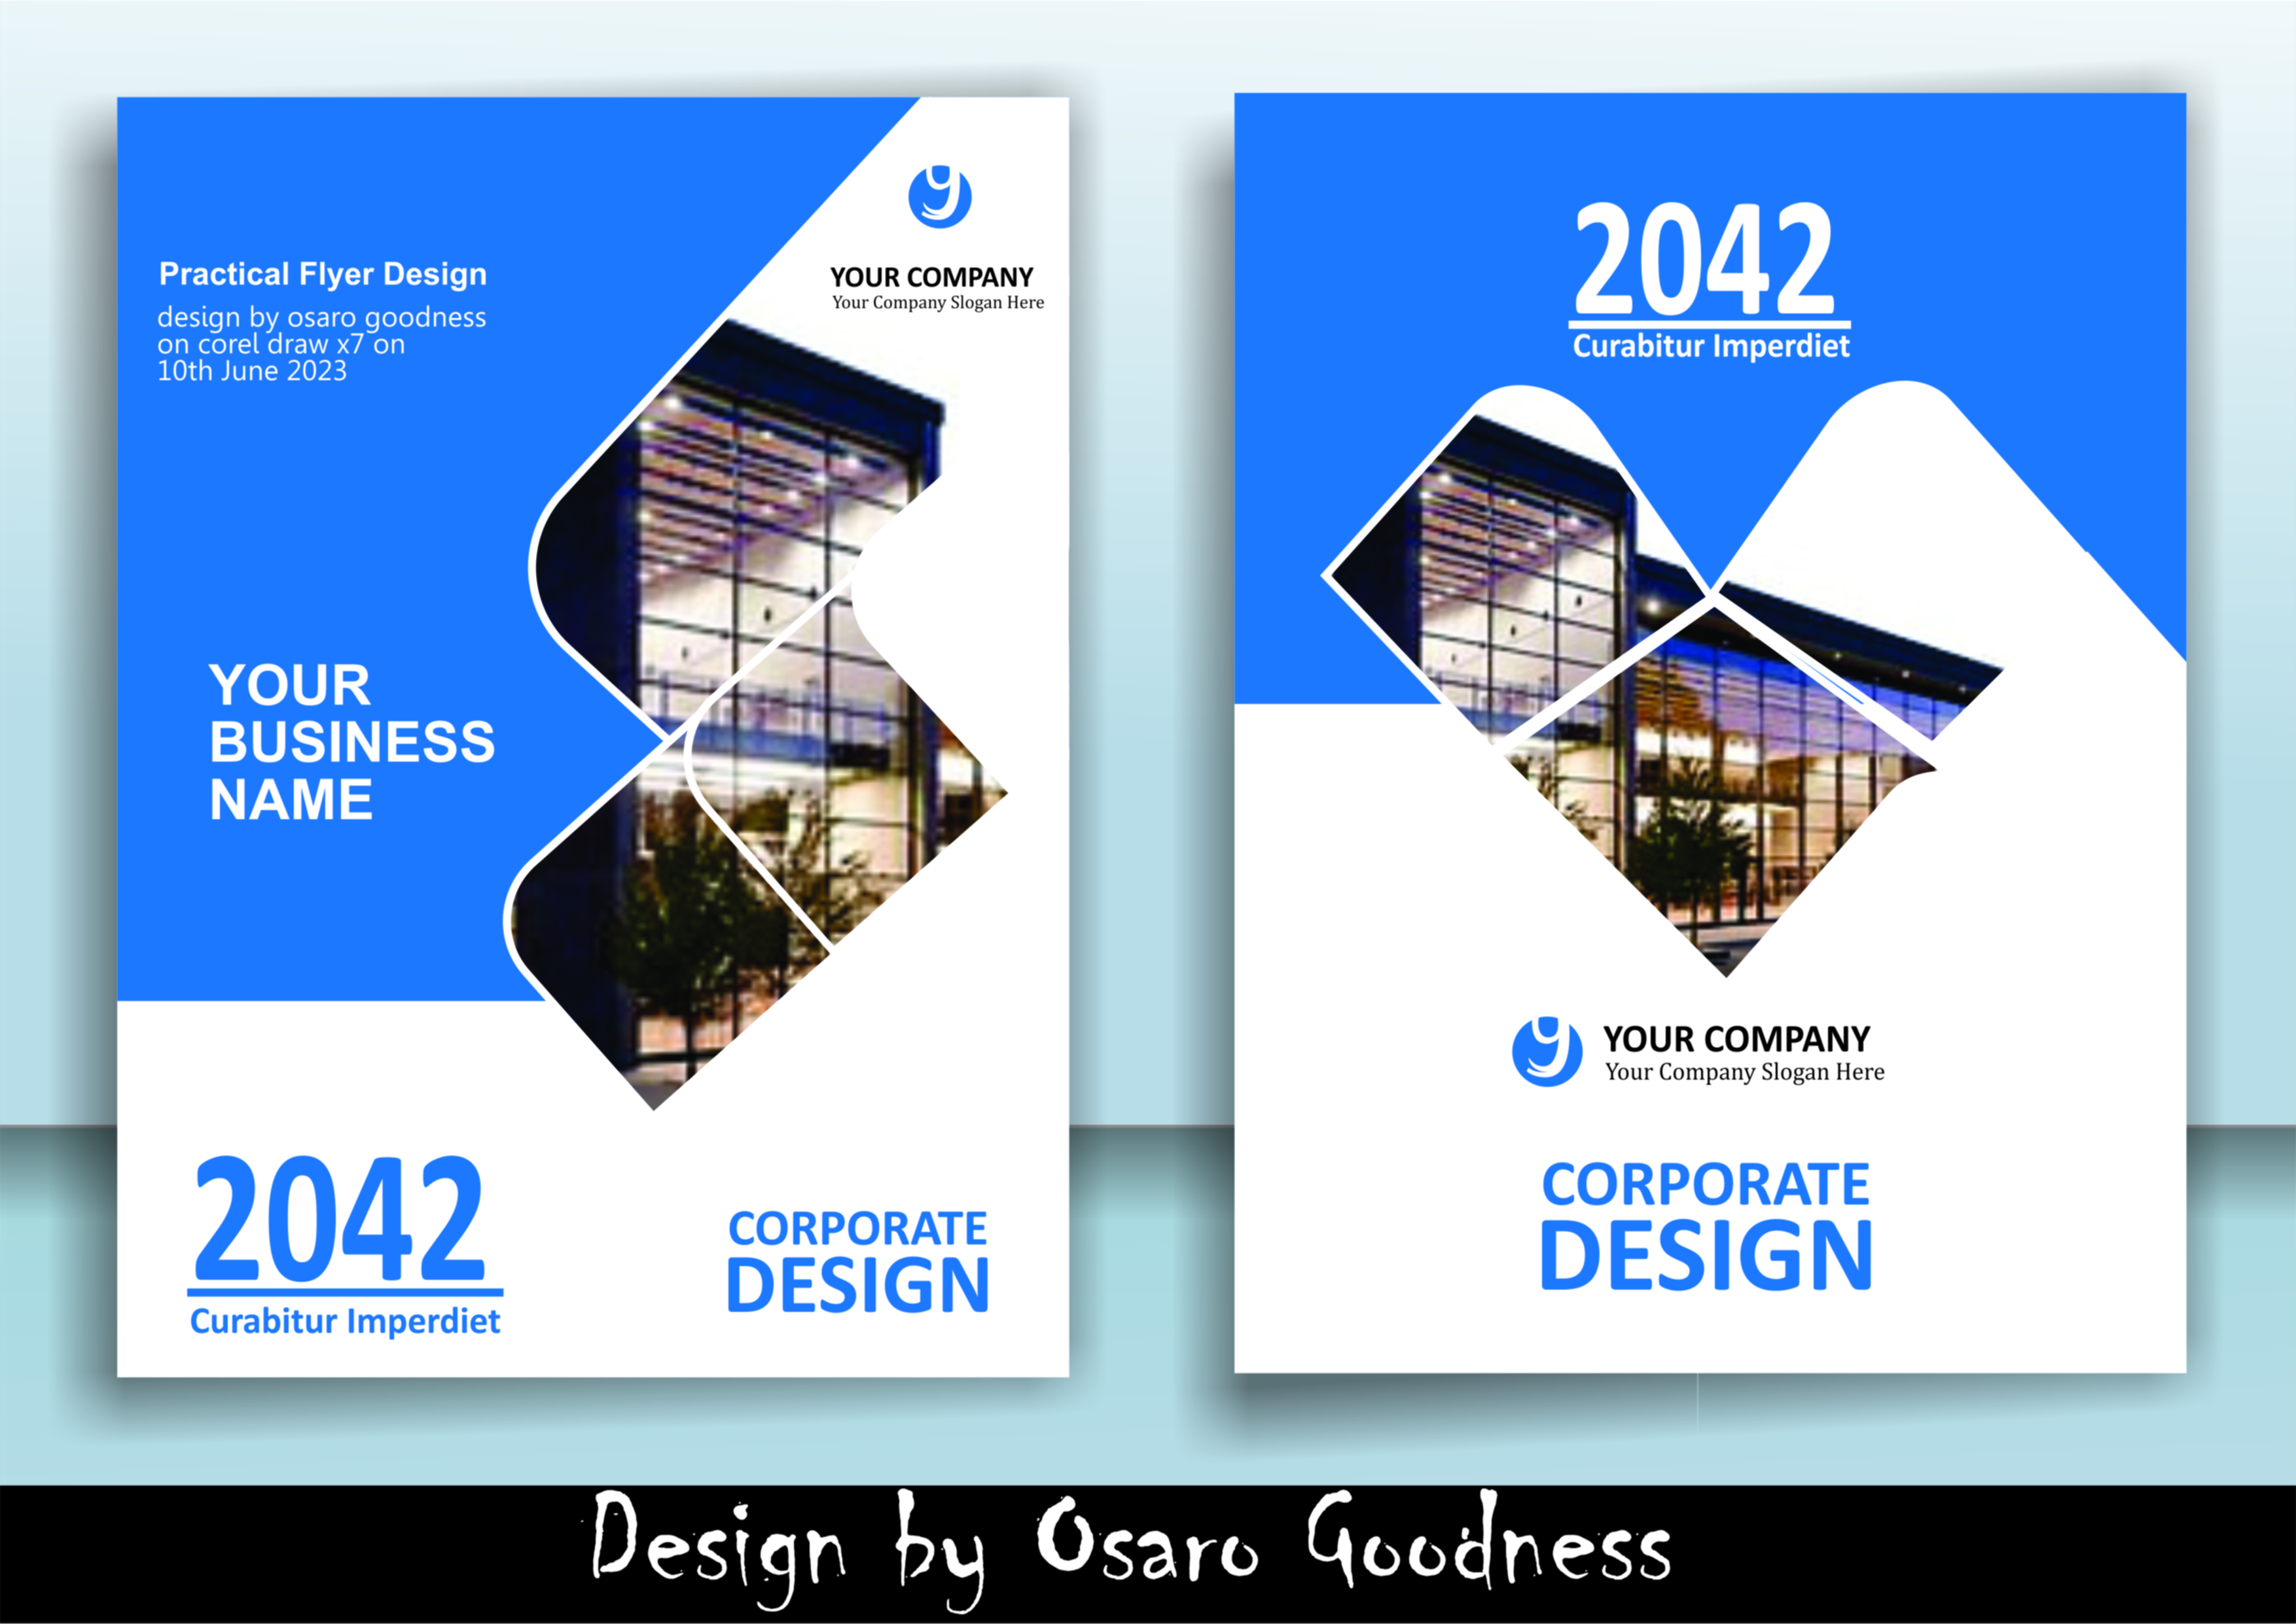 Practical Flyer Design
design by osaro goodness
on corel draw x7 on
10th June 2023
y
YOUR COMPANY
Your Company Slogan Here
YOUR
BUSINESS
NAME
2042
Curabitur Imperdiet
CORPORATE
DESIGN
2042
Curabitur Imperdiet
y
YOUR COMPANY
Your Company Slogan Here
CORPORATE
DESIGN
Design by Osaro Goodness